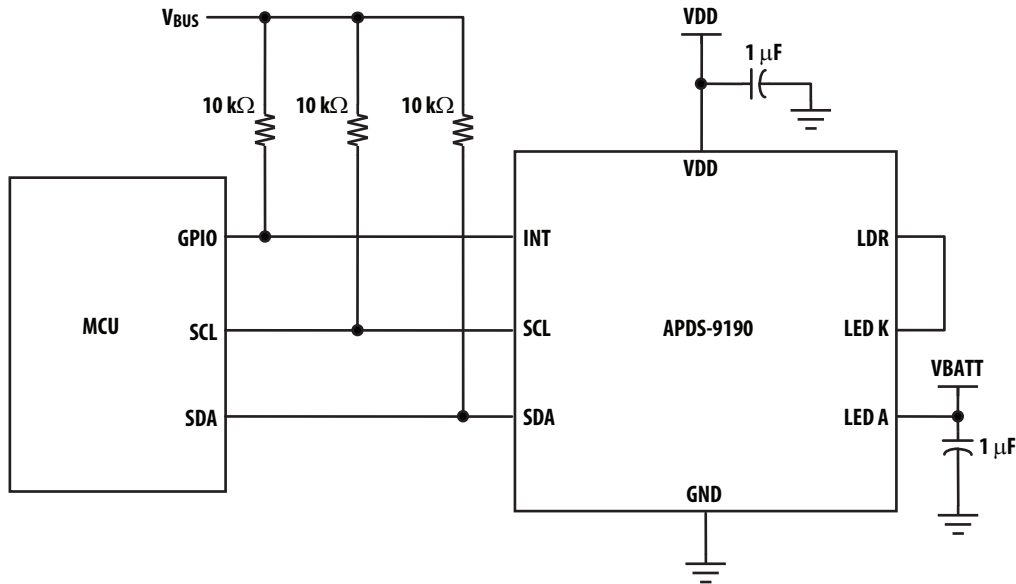 VBUS
VDD
1 μF
10 kΩ 10 kΩ 10 kΩ
VDD
GPIO
INT
LDR
MCU
SCL
SCL
APDS-9190
LED K
VBATT
SDA
SDA
LED A
1 μF
GND